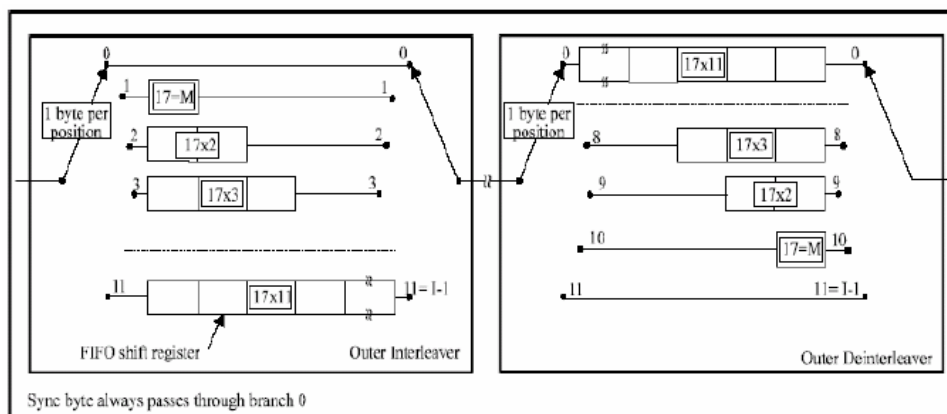 0 0
1 17=M 1
1 byte per
position
2 17x2 2
3 17x3 3
11 17x11 11=I-1
FIFO shift register
Outer Interleaver
0 17x11 0
1 byte per
position
8 17x3 8
9 17x2 9
10 17=M 10
11 11=I-1
Outer Deinterleaver
Sync byte always passes through branch 0